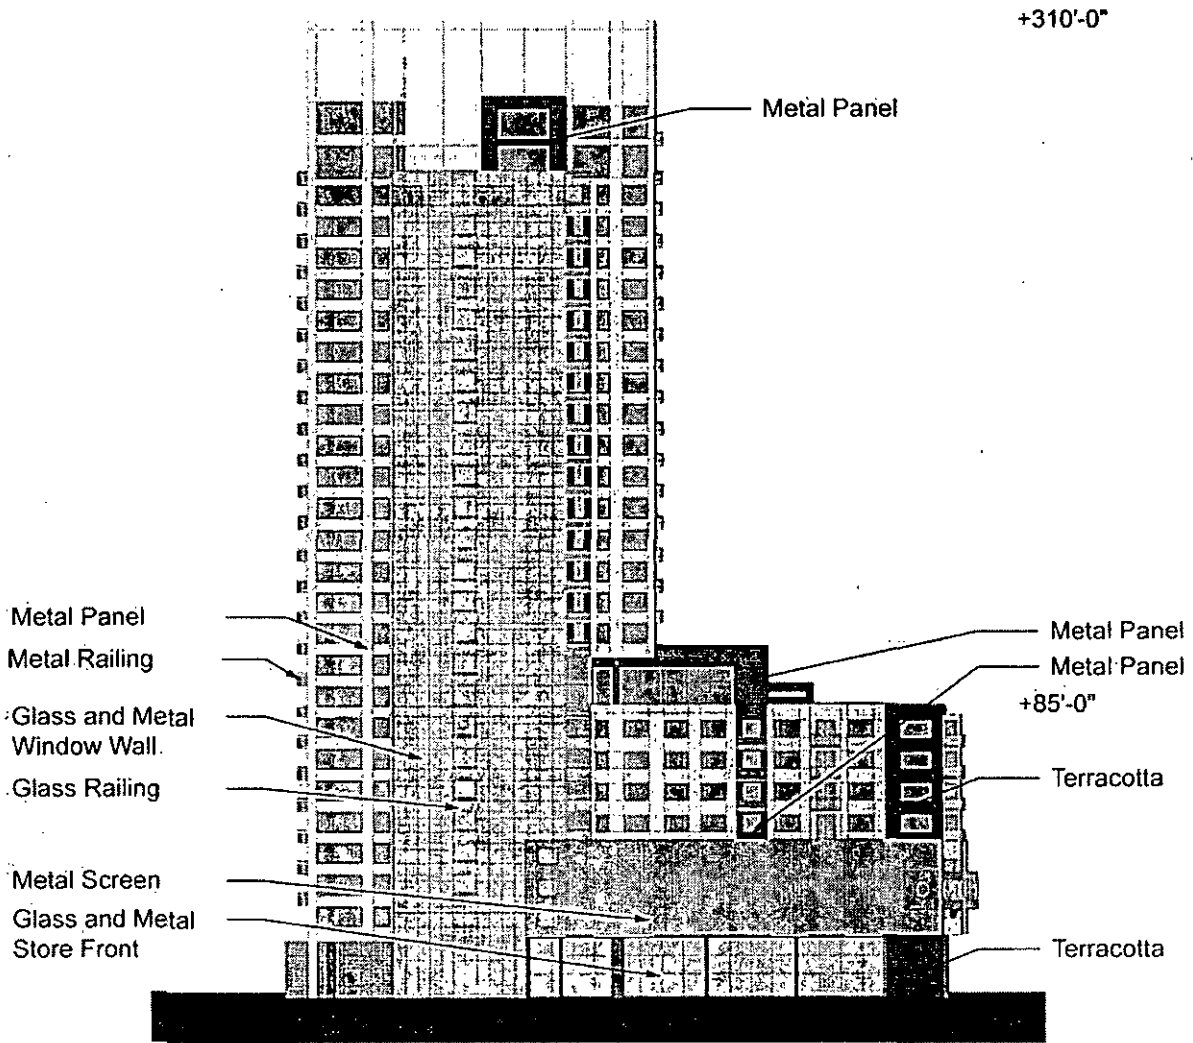 +310'-0"
Metal Panel
Metal Panel
Metal Railing
Glass and Metal
Window Wall
Glass Railing
Metal Screen
Glass and Metal
Store Front
Metal Panel
Metal Panel
+85'-0"
Terracotta
Terracotta